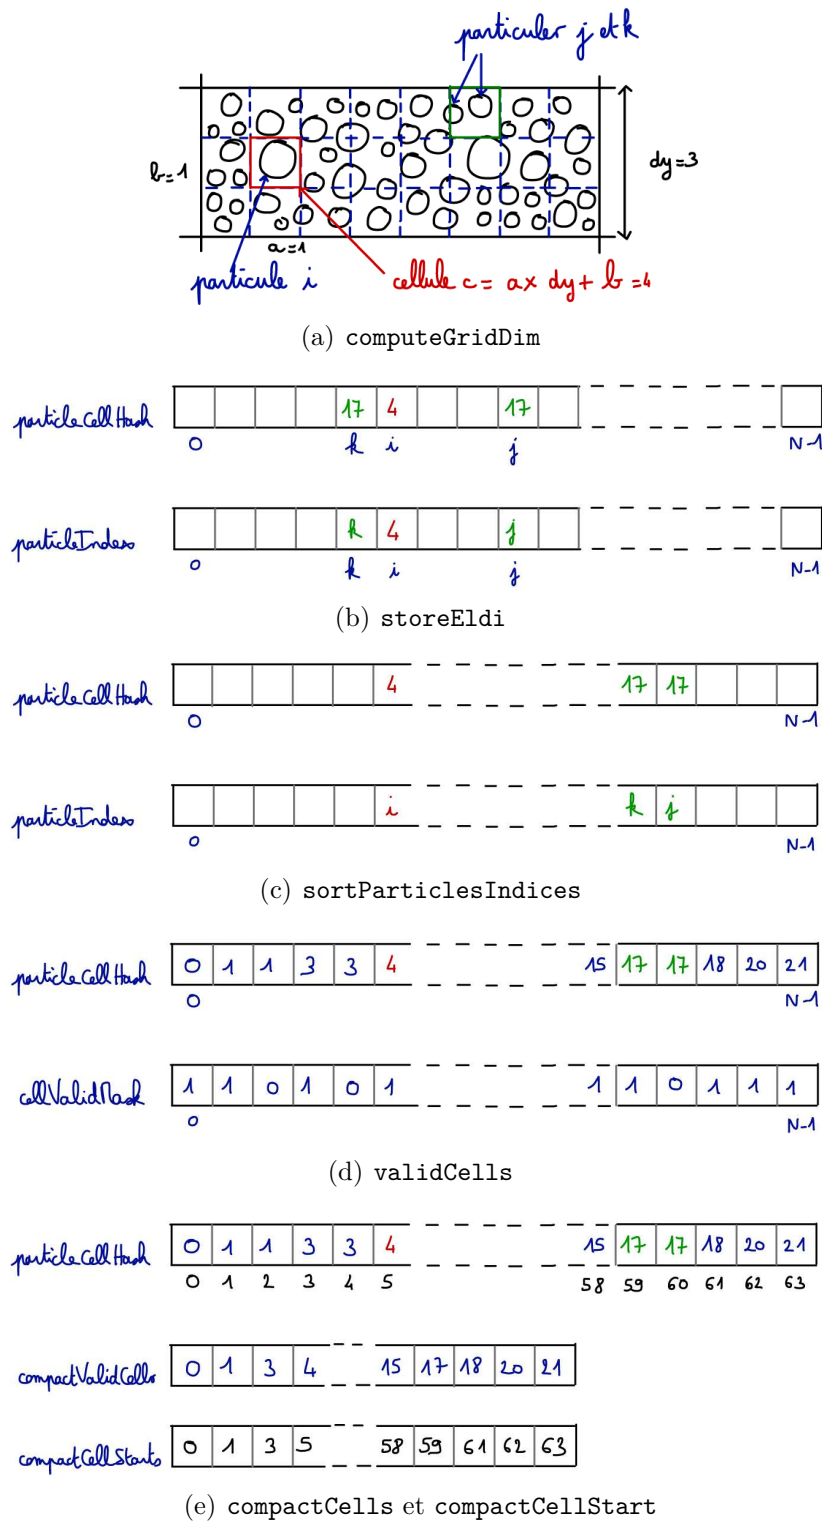 particules j et k
b=1
dy=3
a=1
particule i
cellule c = a x dy + b = 4
(a) computeGridDim
particleCellHash
17 4 17
0 k i j N-1
particleIndex
k 4 j
0 k i j N-1
(b) storeEldi
particleCellHash
4 17 17
0 N-1
particleIndex
i k j
0 N-1
(c) sortParticlesIndices
particleCellHash
0 1 1 3 3 4 15 17 17 18 20 21
0 N-1
cellValidMask
1 1 0 1 0 1 1 1 0 1 1 1
0 N-1
(d) validCells
particleCellHash
0 1 1 3 3 4 15 17 17 18 20 21
0 1 2 3 4 5 58 59 60 61 62 63
compactValidCells
0 1 3 4 15 17 18 20 21
compactCellStarts
0 1 3 5 58 59 61 62 63
(e) compactCells et compactCellStart